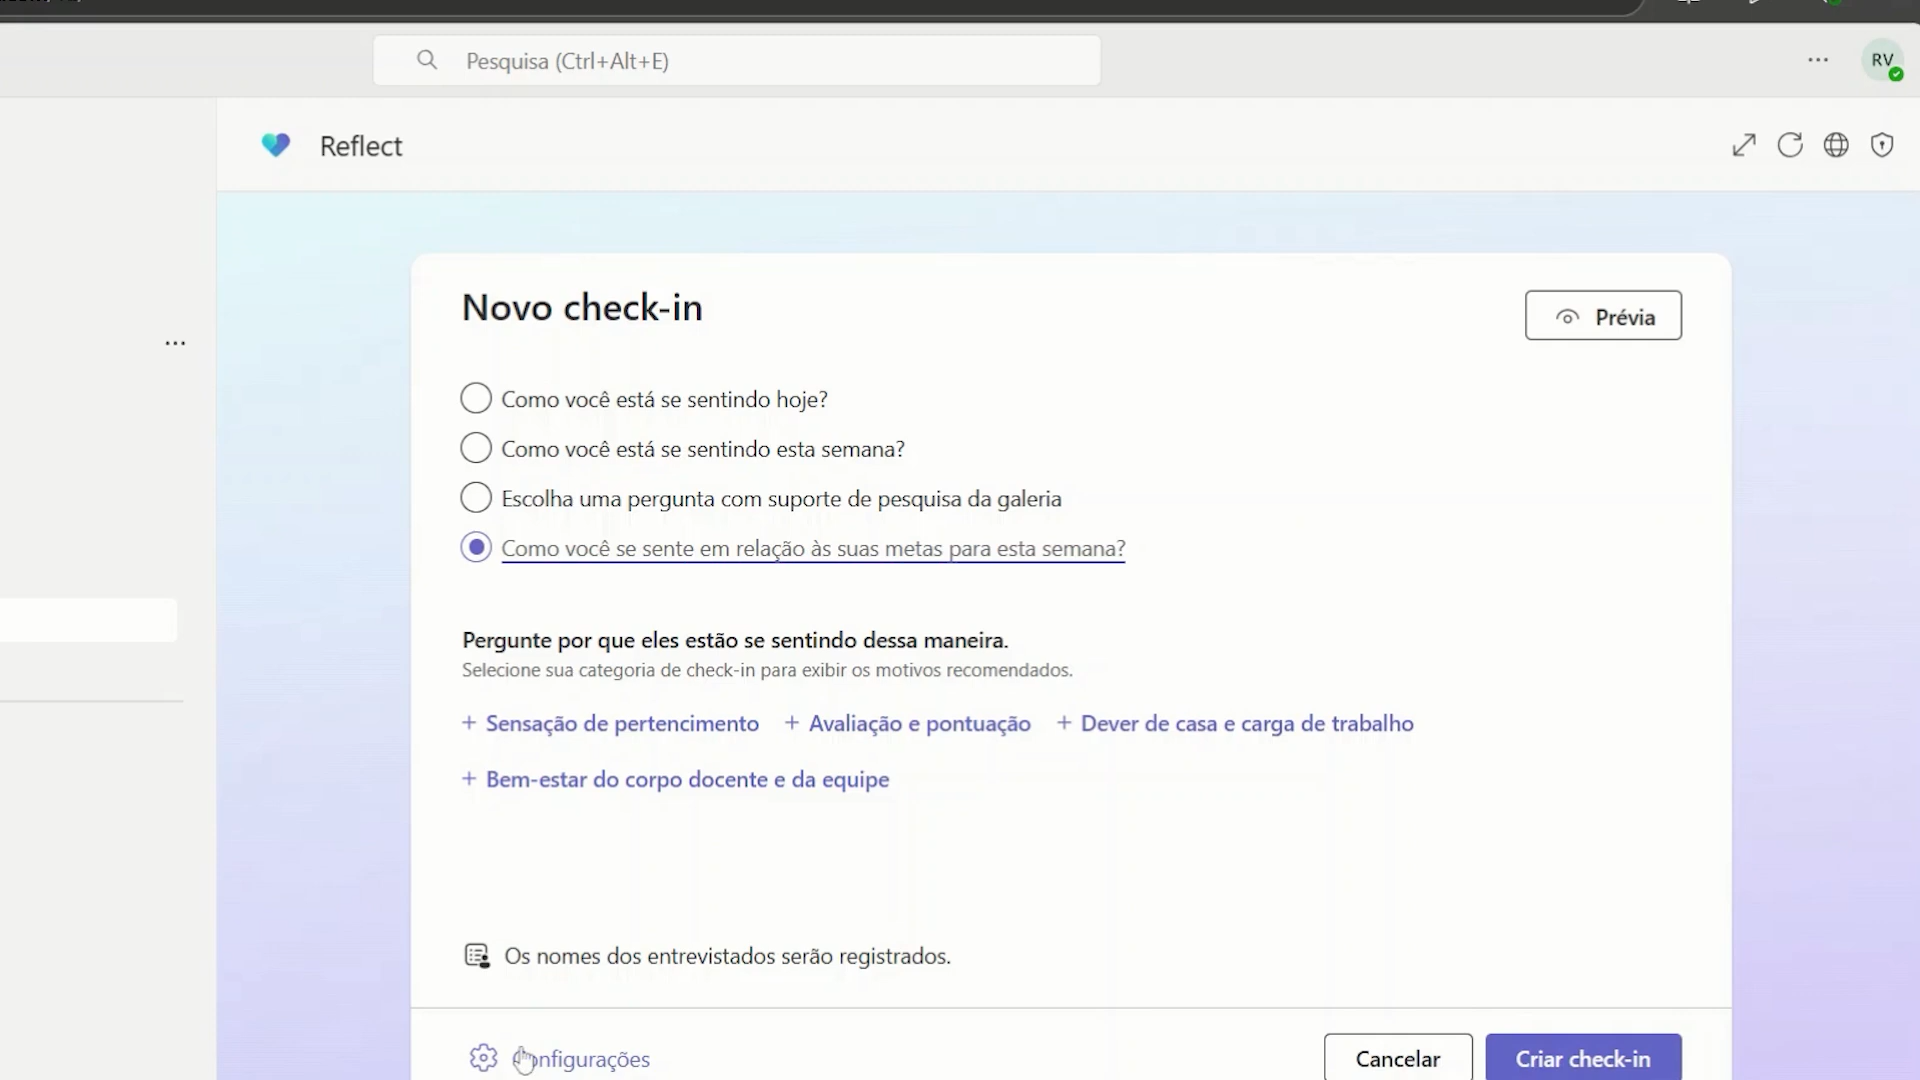 Pesquisa (Ctrl+Alt+E)
RV
Reflect
Novo check-in
Prévia
Como você está se sentindo hoje?
Como você está se sentindo esta semana?
Escolha uma pergunta com suporte de pesquisa da galeria
Como você se sente em relação às suas metas para esta semana?
Pergunte por que eles estão se sentindo dessa maneira.
Selecione sua categoria de check-in para exibir os motivos recomendados.
+ Sensação de pertencimento + Avaliação e pontuação + Dever de casa e carga de trabalho
+ Bem-estar do corpo docente e da equipe
Os nomes dos entrevistados serão registrados.
Configurações
Cancelar
Criar check-in